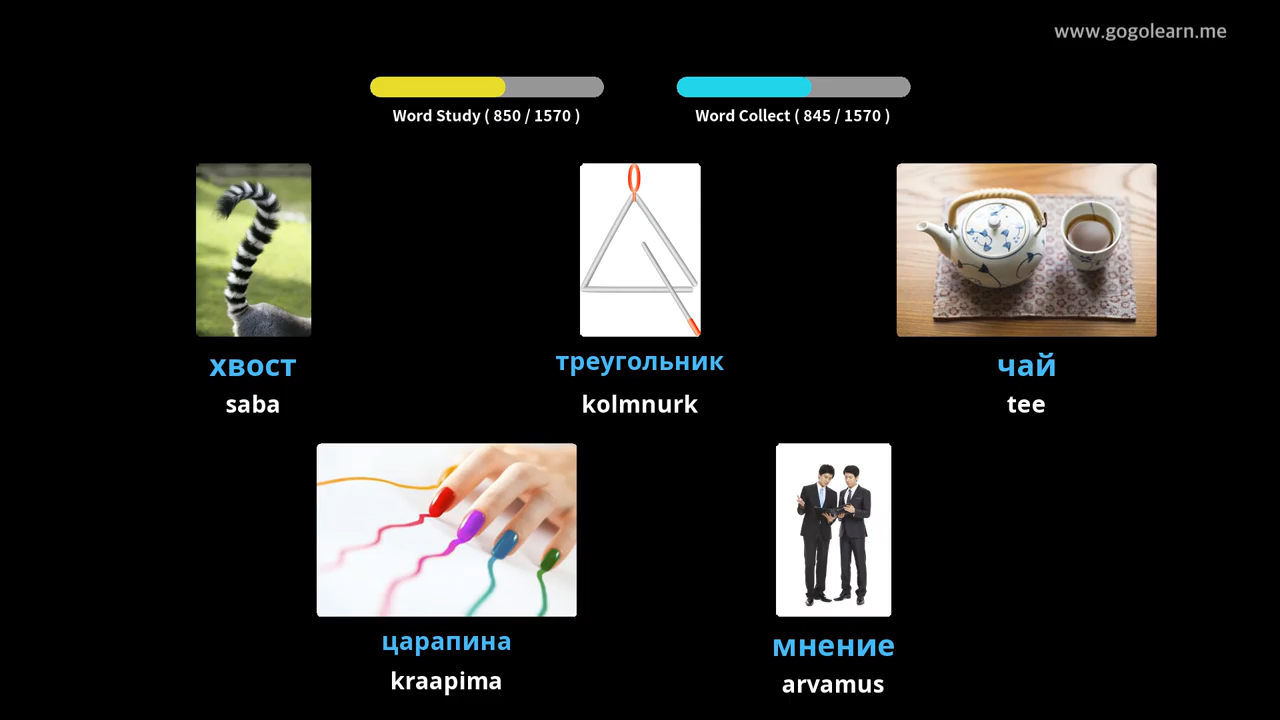 www.gogolearn.me
Word Study ( 850 / 1570 )
Word Collect ( 845 / 1570 )
хвост
saba
треугольник
kolmnurk
чай
tee
царапина
kraapima
мнение
arvamus